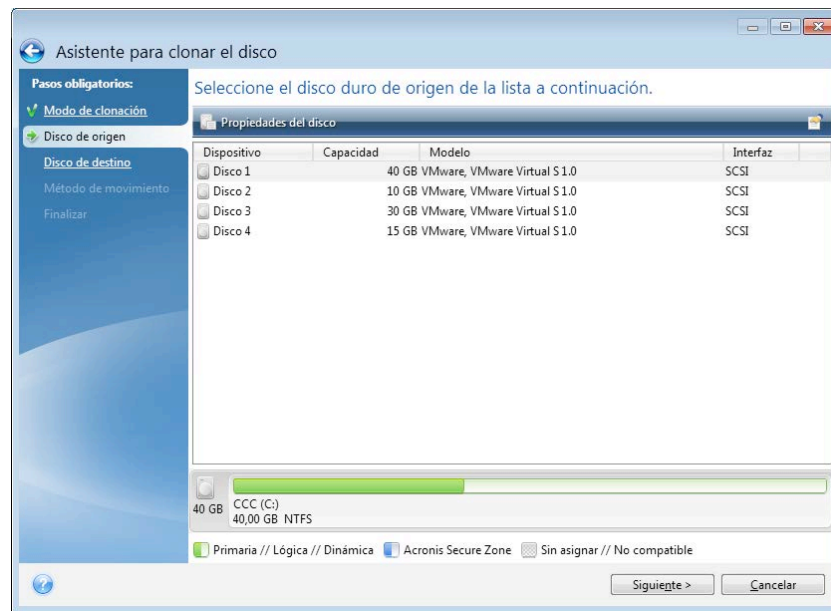 Asistente para clonar el disco
Pasos obligatorios:
Modo de clonación
Disco de origen
Disco de destino
Método de movimiento
Finalizar
Seleccione el disco duro de origen de la lista a continuación.
Propiedades del disco
Dispositivo Capacidad Modelo Interfaz
Disco 1 40 GB VMware, VMware Virtual S 1.0 SCSI
Disco 2 10 GB VMware, VMware Virtual S 1.0 SCSI
Disco 3 30 GB VMware, VMware Virtual S 1.0 SCSI
Disco 4 15 GB VMware, VMware Virtual S 1.0 SCSI
40 GB CCC (C:)
40,00 GB NTFS
Primaria // Lógica // Dinámica Acronis Secure Zone Sin asignar // No compatible
Siguiente > Cancelar